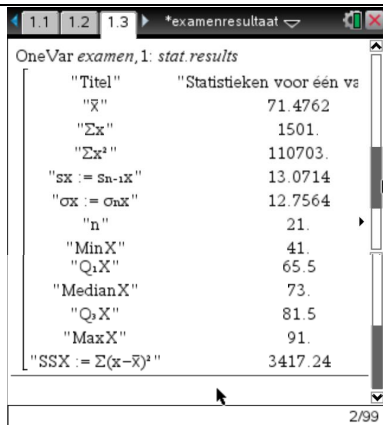 1.1 1.2 1.3 *examenresultaat
OneVar examen,1: stat.results
"Titel" "Statistieken voor één va
"x̄" 71.4762
"Σx" 1501.
"Σx²" 110703.
"sx := sn-1x" 13.0714
"σx := σnx" 12.7564
"n" 21.
"MinX" 41.
"Q₁X" 65.5
"MedianX" 73.
"Q₃X" 81.5
"MaxX" 91.
"SSX := Σ(x−x̄)²" 3417.24
2/99